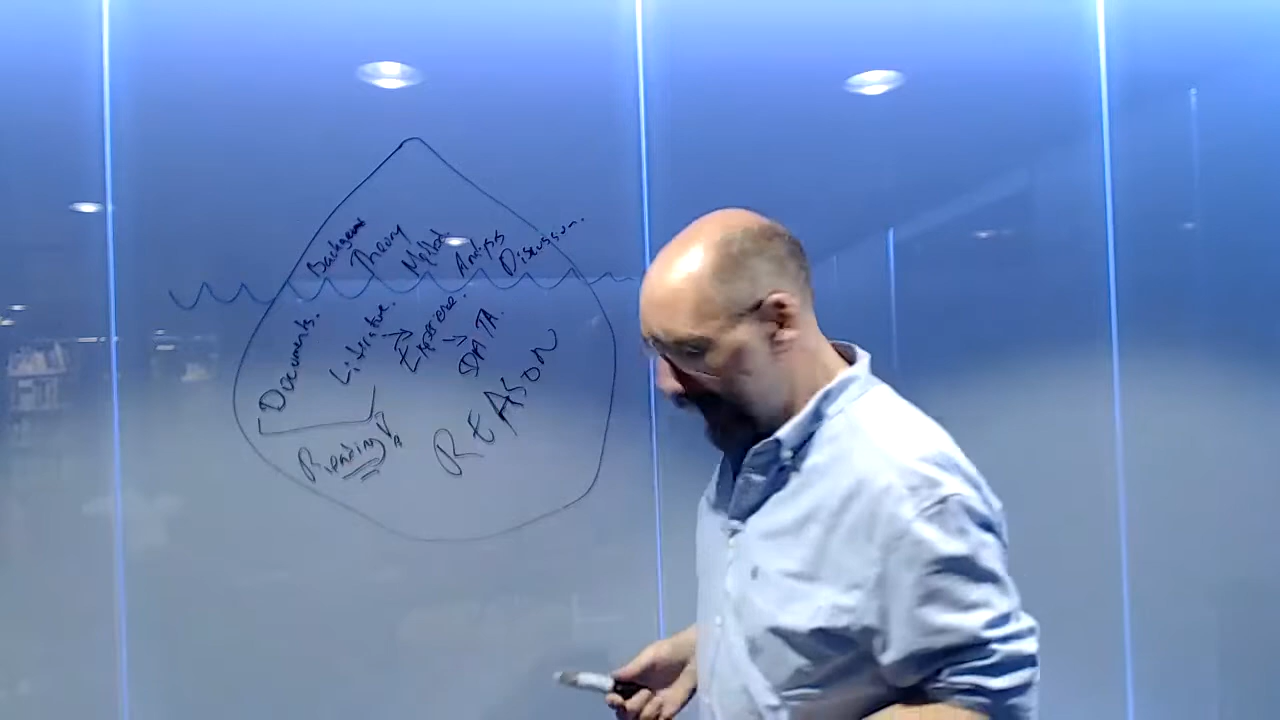 Background
Theory
Method
Analysis
Discussion.
Documents.
Literature.
Experience.
DATA.
Reading
REASON